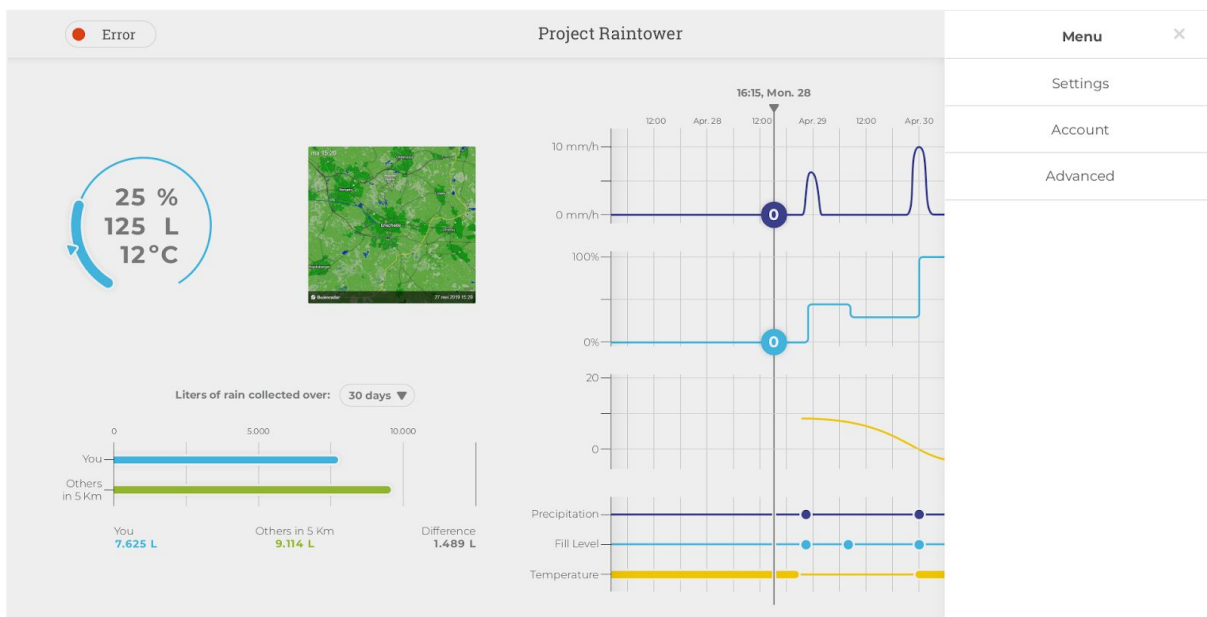 Error
Project Raintower
Menu
×
Settings
Account
Advanced
25 %
125 L
12°C
Enschede
Buienradar
16:15, Mon. 28
12:00 Apr. 28 12:00 Apr. 29 12:00 Apr. 30
10 mm/h
0 mm/h
0
100%
0%
0
20
0
Precipitation
Fill Level
Temperature
Liters of rain collected over: 30 days
0 5.000 10.000
You
Others
in 5 Km
You Others in 5 Km Difference
7.625 L 9.114 L 1.489 L